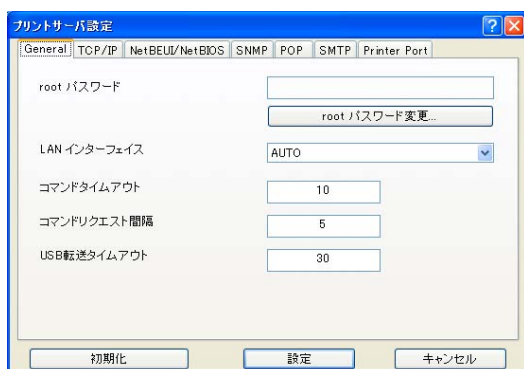 プリントサーバ設定
General TCP/IP NetBEUI/NetBIOS SNMP POP SMTP Printer Port
root パスワード
root パスワード変更...
LAN インターフェイス AUTO
コマンドタイムアウト 10
コマンドリクエスト間隔 5
USB転送タイムアウト 30
初期化 設定 キャンセル